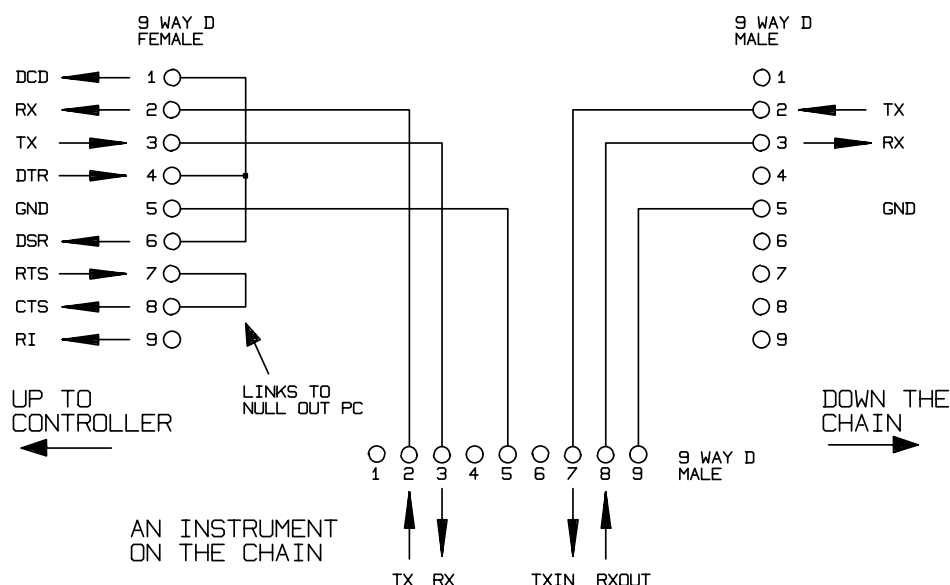 9 WAY D
FEMALE
9 WAY D
MALE
DCD 1 1
RX 2 2 TX
TX 3 3 RX
DTR 4 4
GND 5 5 GND
DSR 6 6
RTS 7 7
CTS 8 8
RI 9 9
LINKS TO
NULL OUT PC
UP TO
CONTROLLER
DOWN THE
CHAIN
1 2 3 4 5 6 7 8 9
9 WAY D
MALE
AN INSTRUMENT
ON THE CHAIN
TX RX TXIN RXOUT